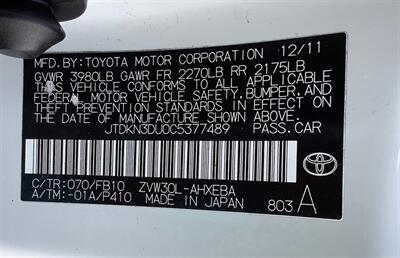 MFD.BY:TOYOTA MOTOR CORPORATION 12/11
GVWR 3980LB GAWR FR 2270LB RR 2175LB
THIS VEHICLE CONFORMS TO ALL APPLICABLE
FEDERAL MOTOR VEHICLE SAFETY, BUMPER, AND
THEFT PREVENTION STANDARDS IN EFFECT ON
THE DATE OF MANUFACTURE SHOWN ABOVE.
JTDKN3DU0C5377489 PASS.CAR
C/TR:070/FB10 ZVW30L-AHXEBA
A/TM:-01A/P410 MADE IN JAPAN 803 A
TOYOTA